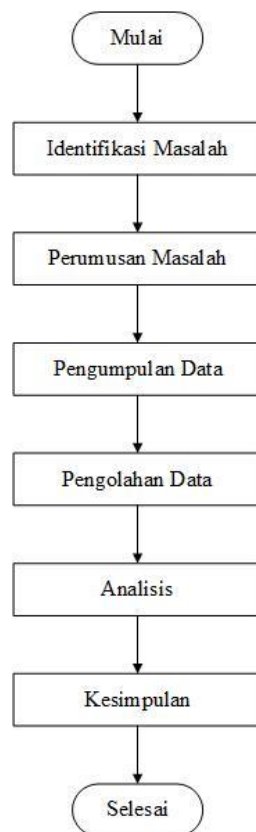 Mulai
Identifikasi Masalah
Perumusan Masalah
Pengumpulan Data
Pengolahan Data
Analisis
Kesimpulan
Selesai